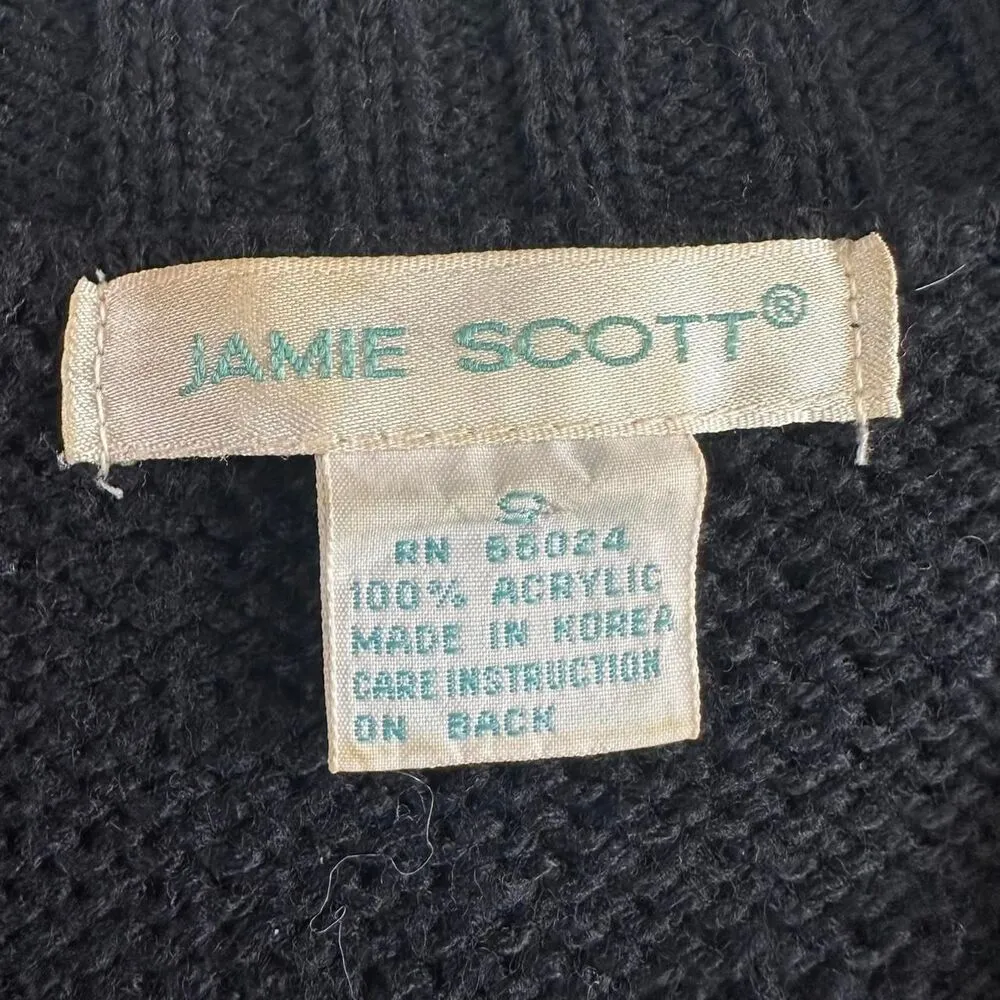 JAMIE SCOTT®
S
RN 66024
100% ACRYLIC
MADE IN KOREA
CARE INSTRUCTION
ON BACK